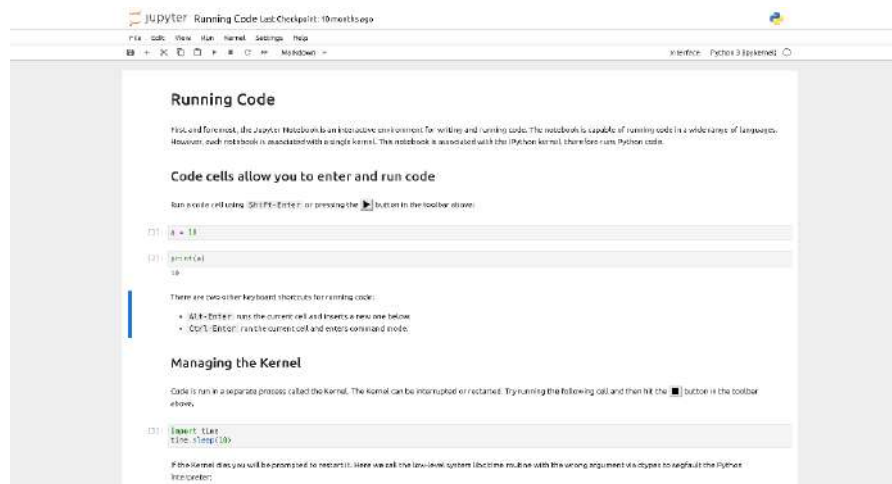 jupyter Running Code Last Checkpoint: 10 months ago
File Edit View Run Kernel Settings Help
Markdown
Interface Python 3 (ipykernel)
Running Code
First and foremost, the Jupyter Notebook is an interactive environment for writing and running code. The notebook is capable of running code in a wide range of languages.
However, each notebook is associated with a single kernel. This notebook is associated with the IPython kernel, therefore runs Python code.
Code cells allow you to enter and run code
Run a code cell using Shift-Enter or pressing the button in the toolbar above:
[1]: a = 10
[2]: print(a)
10
There are two other keyboard shortcuts for running code:
• Alt-Enter runs the current cell and inserts a new one below.
• Ctrl-Enter run the current cell and enters command mode.
Managing the Kernel
Code is run in a separate process called the Kernel. The Kernel can be interrupted or restarted. Try running the following cell and then hit the button in the toolbar
above.
[3]: import time
time.sleep(10)
If the Kernel dies you will be prompted to restart it. Here we call the low-level system libc.time routine with the wrong argument via ctypes to segfault the Python
interpreter: